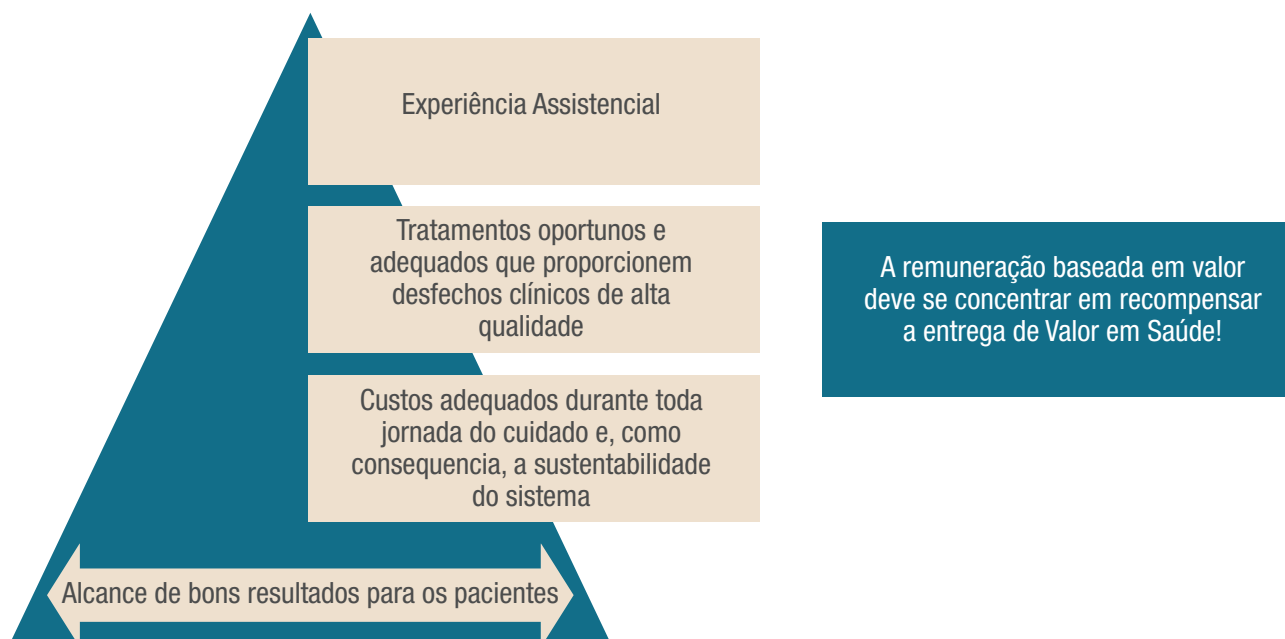 Experiência Assistencial
Tratamentos oportunos e
adequados que proporcionem
desfechos clínicos de alta
qualidade
Custos adequados durante toda
jornada do cuidado e, como
consequencia, a sustentabilidade
do sistema
Alcance de bons resultados para os pacientes
A remuneração baseada em valor
deve se concentrar em recompensar
a entrega de Valor em Saúde!